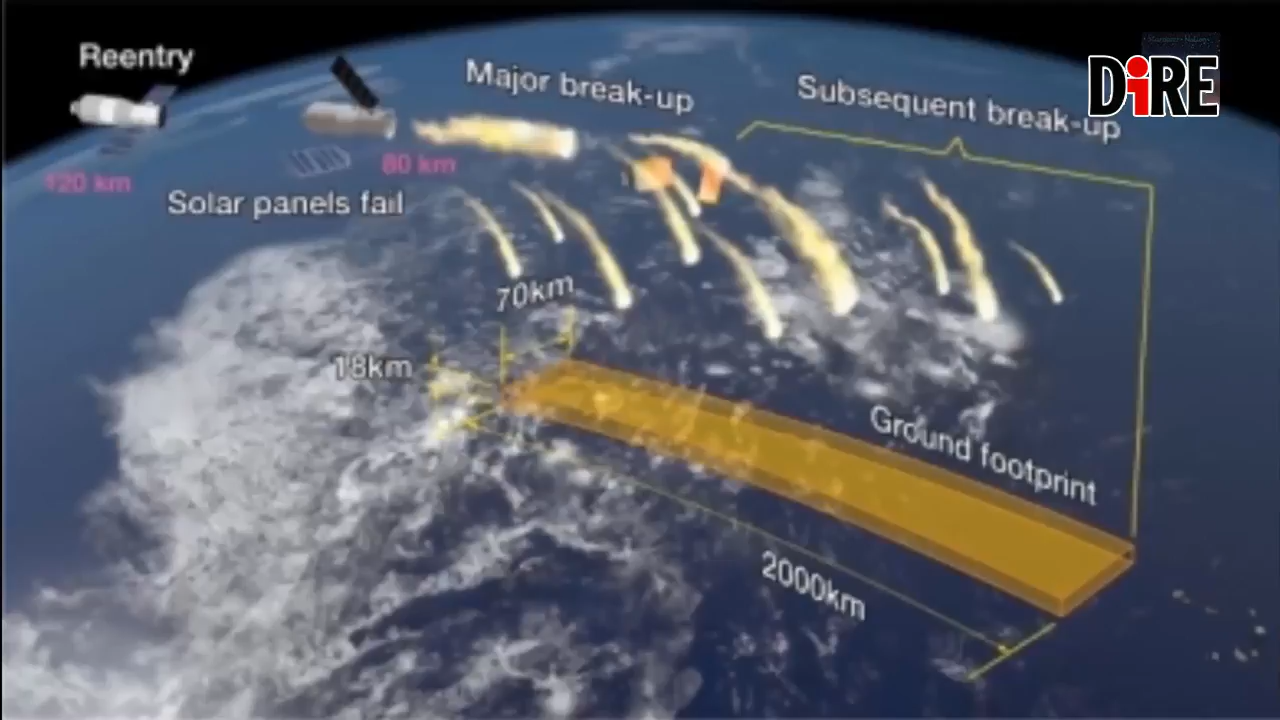 Reentry
120 km
Solar panels fail
80 km
Major break-up
Subsequent break-up
DiRE
70km
18km
Ground footprint
2000km